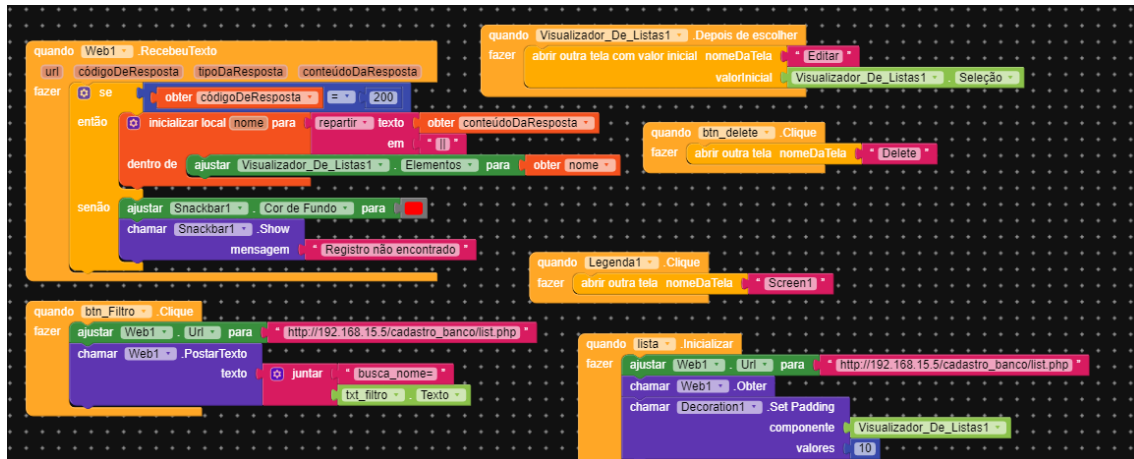 quando Web1 .RecebeuTexto
url códigoDeResposta tipoDaResposta conteúdoDaResposta
fazer se obter códigoDeResposta = 200
então inicializar local nome para repartir texto obter conteúdoDaResposta
em " || "
dentro de ajustar Visualizador_De_Listas1 . Elementos para obter nome
senão ajustar Snackbar1 . Cor de Fundo para
chamar Snackbar1 .Show
mensagem " Registro não encontrado "
quando btn_Filtro .Clique
fazer ajustar Web1 . Url para " http://192.168.15.5/cadastro_banco/list.php "
chamar Web1 .PostarTexto
texto juntar " busca_nome= "
txt_filtro . Texto
quando Visualizador_De_Listas1 .Depois de escolher
fazer abrir outra tela com valor inicial nomeDaTela " Editar "
valorInicial Visualizador_De_Listas1 . Seleção
quando btn_delete .Clique
fazer abrir outra tela nomeDaTela " Delete "
quando Legenda1 .Clique
fazer abrir outra tela nomeDaTela " Screen1 "
quando lista .Inicializar
fazer ajustar Web1 . Url para " http://192.168.15.5/cadastro_banco/list.php "
chamar Web1 .Obter
chamar Decoration1 .Set Padding
componente Visualizador_De_Listas1
valores 10